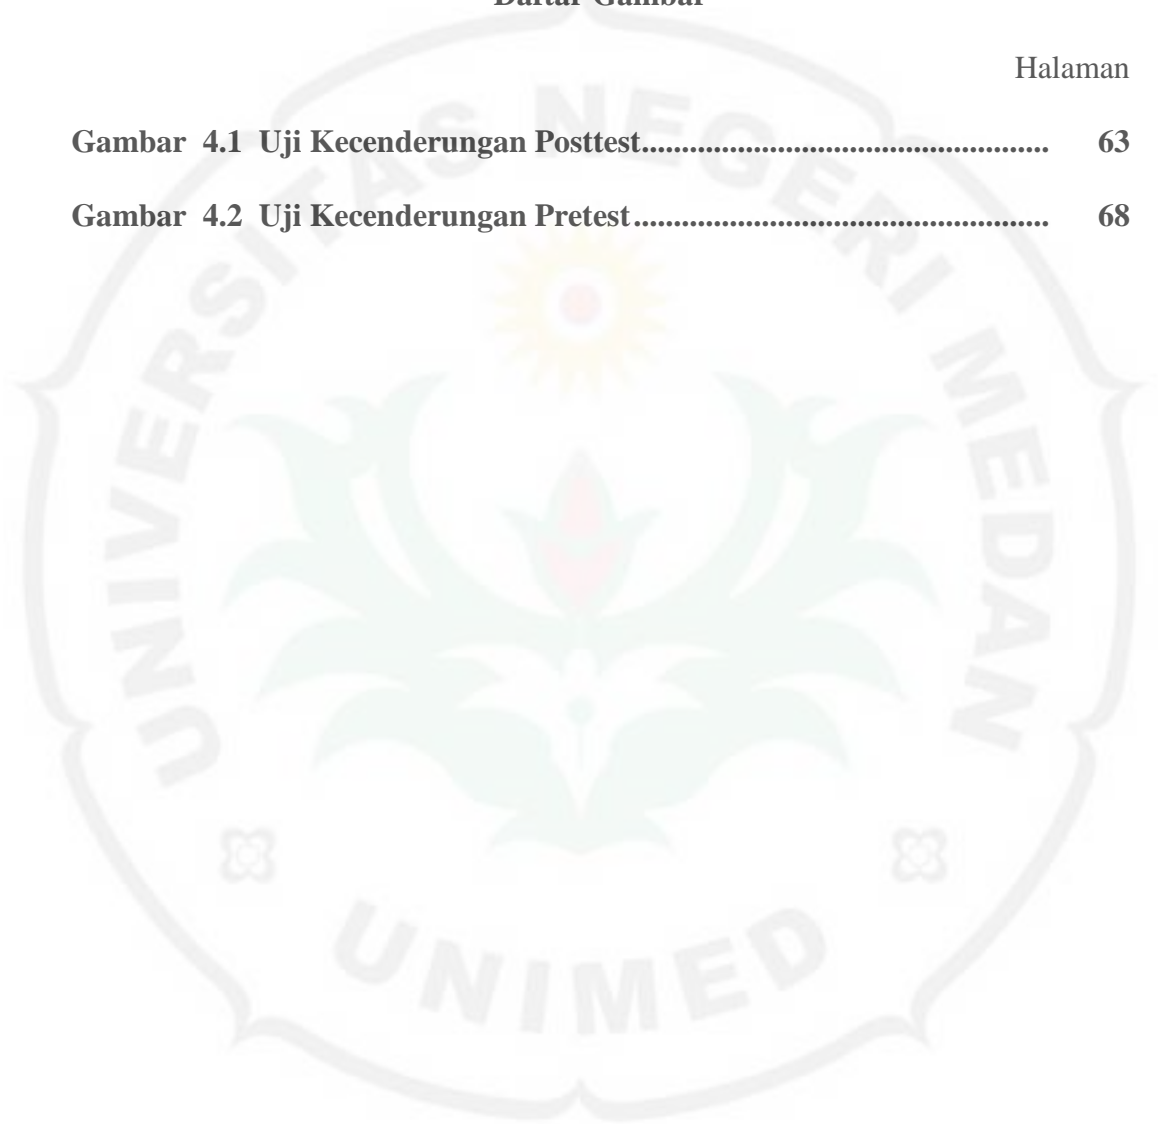 Daftar Gambar
Halaman
Gambar 4.1 Uji Kecenderungan Posttest................................................... 63
Gambar 4.2 Uji Kecenderungan Pretest.................................................... 68
UNIVERSITAS NEGERI MEDAN
UNIMED